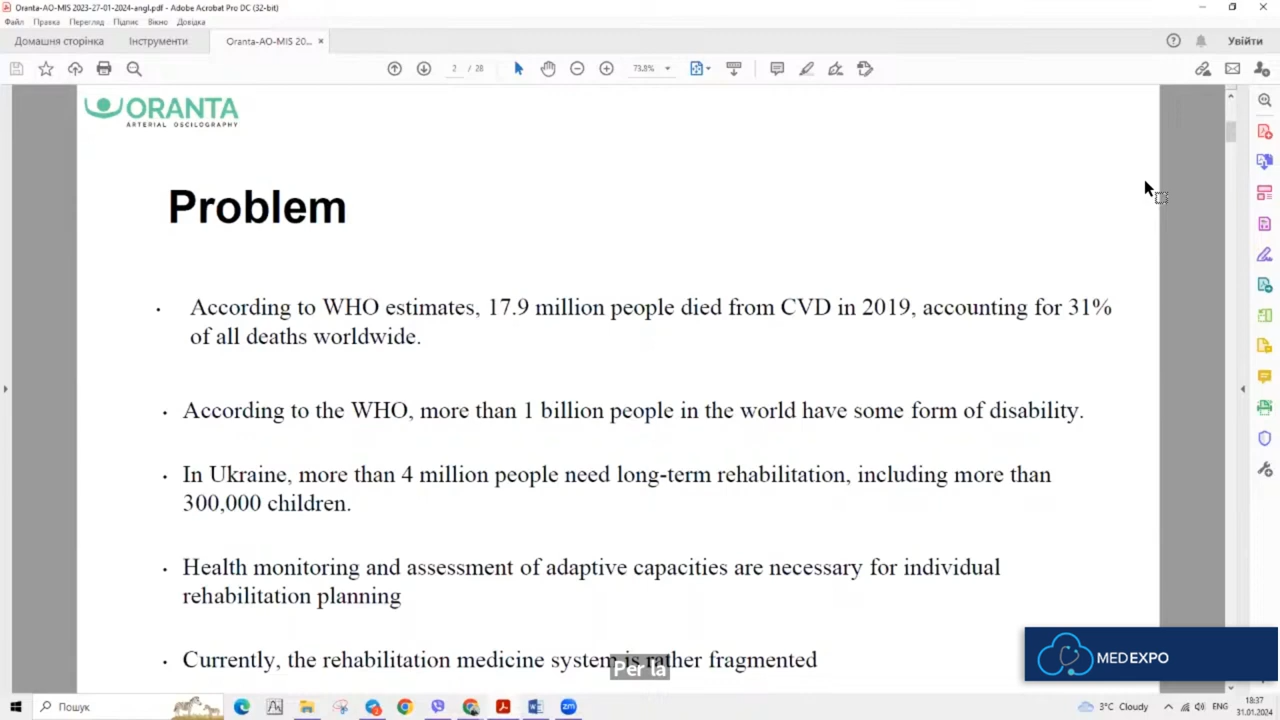 Oranta-AO-MIS 2023-27-01-2024-angl.pdf - Adobe Acrobat Pro DC (32-bit)
Файл Правка Перегляд Підпис Вікно Довідка
Домашня сторінка Інструменти Oranta-AO-MIS 20... × Увійти
2 / 28 73,8%
ORANTA
ARTERIAL OSCILOGRAPHY
Problem
• According to WHO estimates, 17.9 million people died from CVD in 2019, accounting for 31%
of all deaths worldwide.
• According to the WHO, more than 1 billion people in the world have some form of disability.
• In Ukraine, more than 4 million people need long-term rehabilitation, including more than
300,000 children.
• Health monitoring and assessment of adaptive capacities are necessary for individual
rehabilitation planning
• Currently, the rehabilitation medicine system is rather fragmented
Per la
MEDEXPO
Пошук 3°C Cloudy ENG 18:37
31.01.2024